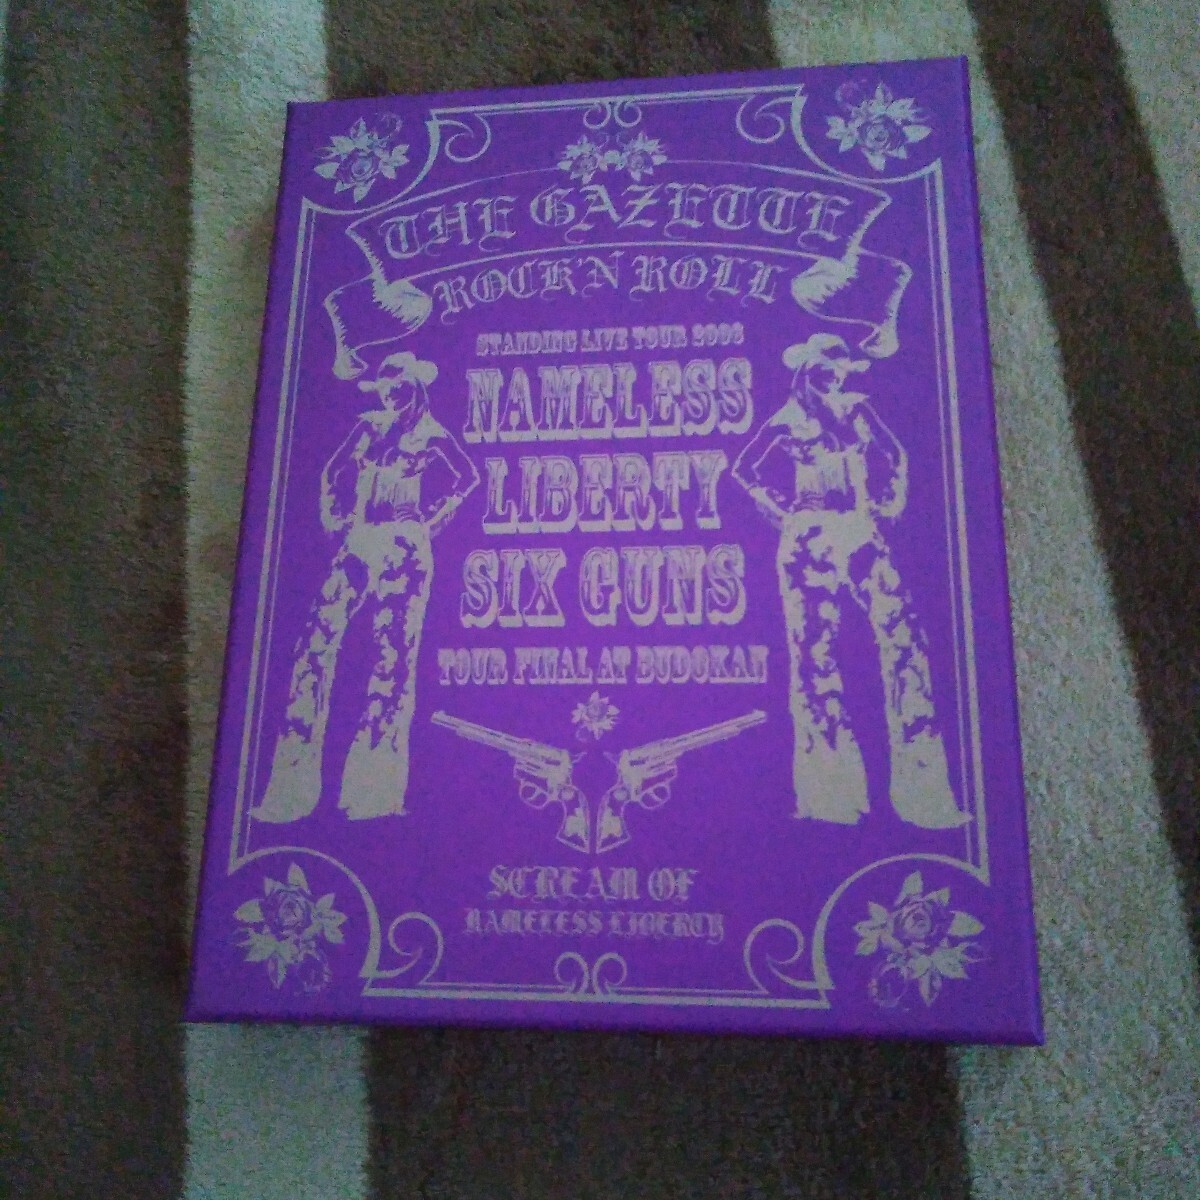 THE GAZETTE
ROCK'N ROLL
STANDING LIVE TOUR 2006
NAMELESS
LIBERTY
SIX GUNS
TOUR FINAL AT BUDOKAN
SCREAM OF
NAMELESS LIBERTY